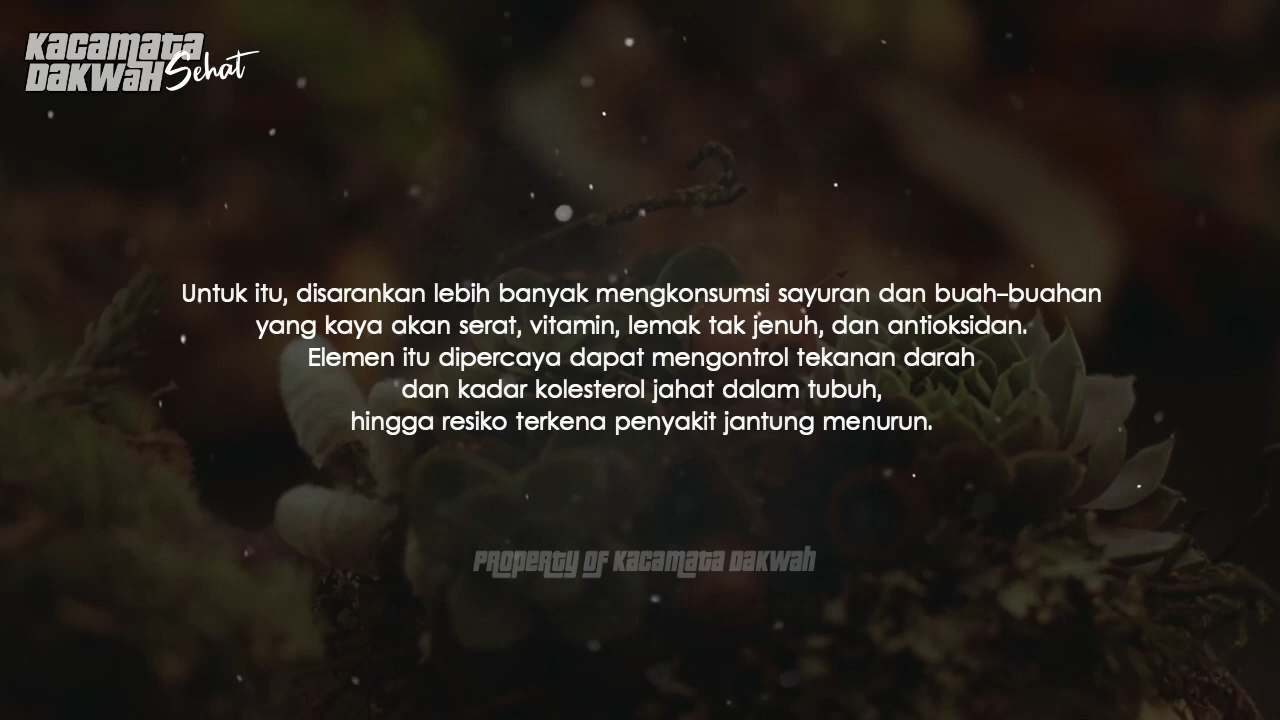 Kacamata
Dakwah Sehat
Untuk itu, disarankan lebih banyak mengkonsumsi sayuran dan buah-buahan
yang kaya akan serat, vitamin, lemak tak jenuh, dan antioksidan.
Elemen itu dipercaya dapat mengontrol tekanan darah
dan kadar kolesterol jahat dalam tubuh,
hingga resiko terkena penyakit jantung menurun.
Property of Kacamata Dakwah